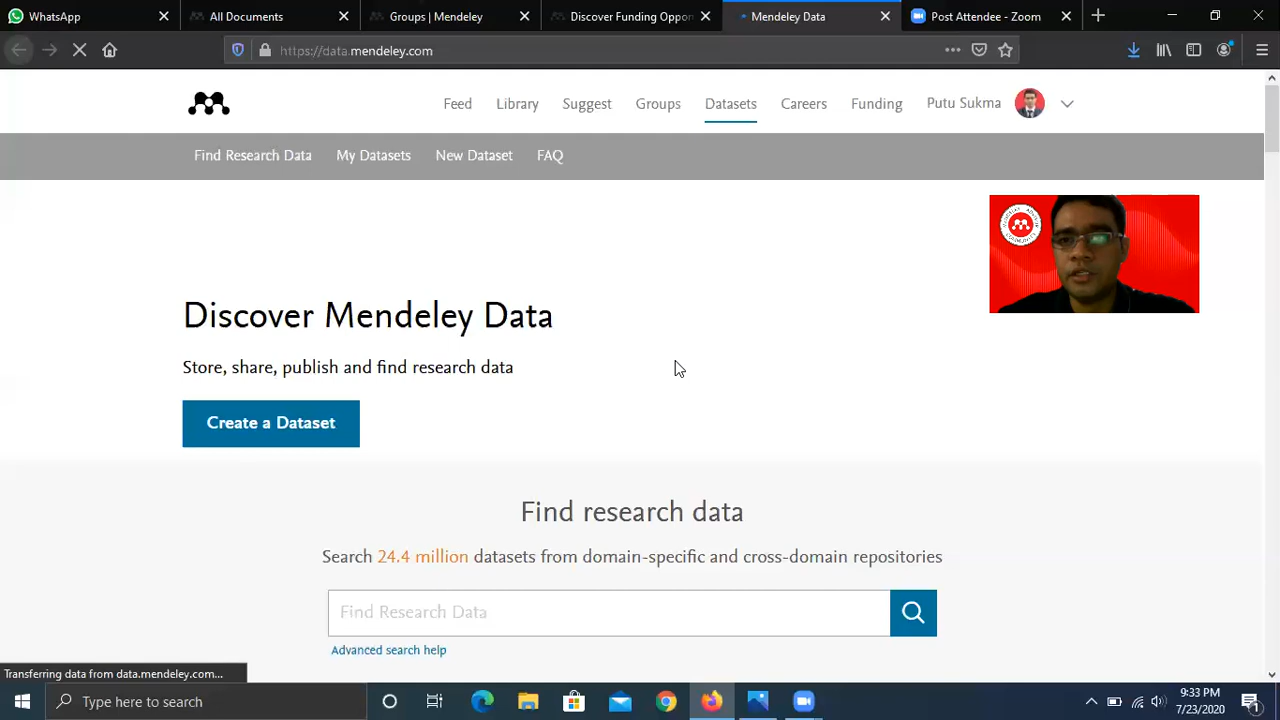 WhatsApp
All Documents
Groups | Mendeley
Discover Funding Oppor
Mendeley Data
Post Attendee - Zoom
https://data.mendeley.com
Feed
Library
Suggest
Groups
Datasets
Careers
Funding
Putu Sukma
Find Research Data
My Datasets
New Dataset
FAQ
Discover Mendeley Data
Store, share, publish and find research data
Create a Dataset
Find research data
Search 24.4 million datasets from domain-specific and cross-domain repositories
Find Research Data
Advanced search help
Transferring data from data.mendeley.com...
Type here to search
9:33 PM
7/23/2020
1